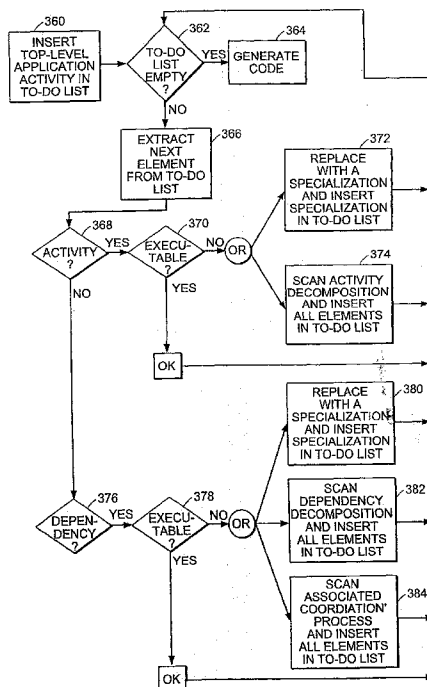 360
INSERT
TOP-LEVEL
APPLICATION
ACTIVITY IN
TO-DO LIST
362
TO-DO
LIST
EMPTY
?
YES
364
GENERATE
CODE
NO
366
EXTRACT
NEXT
ELEMENT
FROM TO-DO
LIST
368
ACTIVITY
?
YES
370
EXECU-
TABLE
?
NO
OR
372
REPLACE
WITH A
SPECIALIZATION
AND INSERT
SPECIALIZATION
IN TO-DO LIST
374
SCAN ACTIVITY
DECOMPOSITION
AND INSERT
ALL ELEMENTS
IN TO-DO LIST
NO
YES
OK
376
DEPEN-
DENCY
?
YES
378
EXECU-
TABLE
?
NO
OR
380
REPLACE
WITH A
SPECIALIZATION
AND INSERT
SPECIALIZATION
IN TO-DO LIST
382
SCAN
DEPENDENCY
DECOMPOSITION
AND INSERT
ALL ELEMENTS
IN TO-DO LIST
384
SCAN
ASSOCIATED
COORDIATION'
PROCESS
AND INSERT
ALL ELEMENTS
IN TO-DO LIST
YES
OK